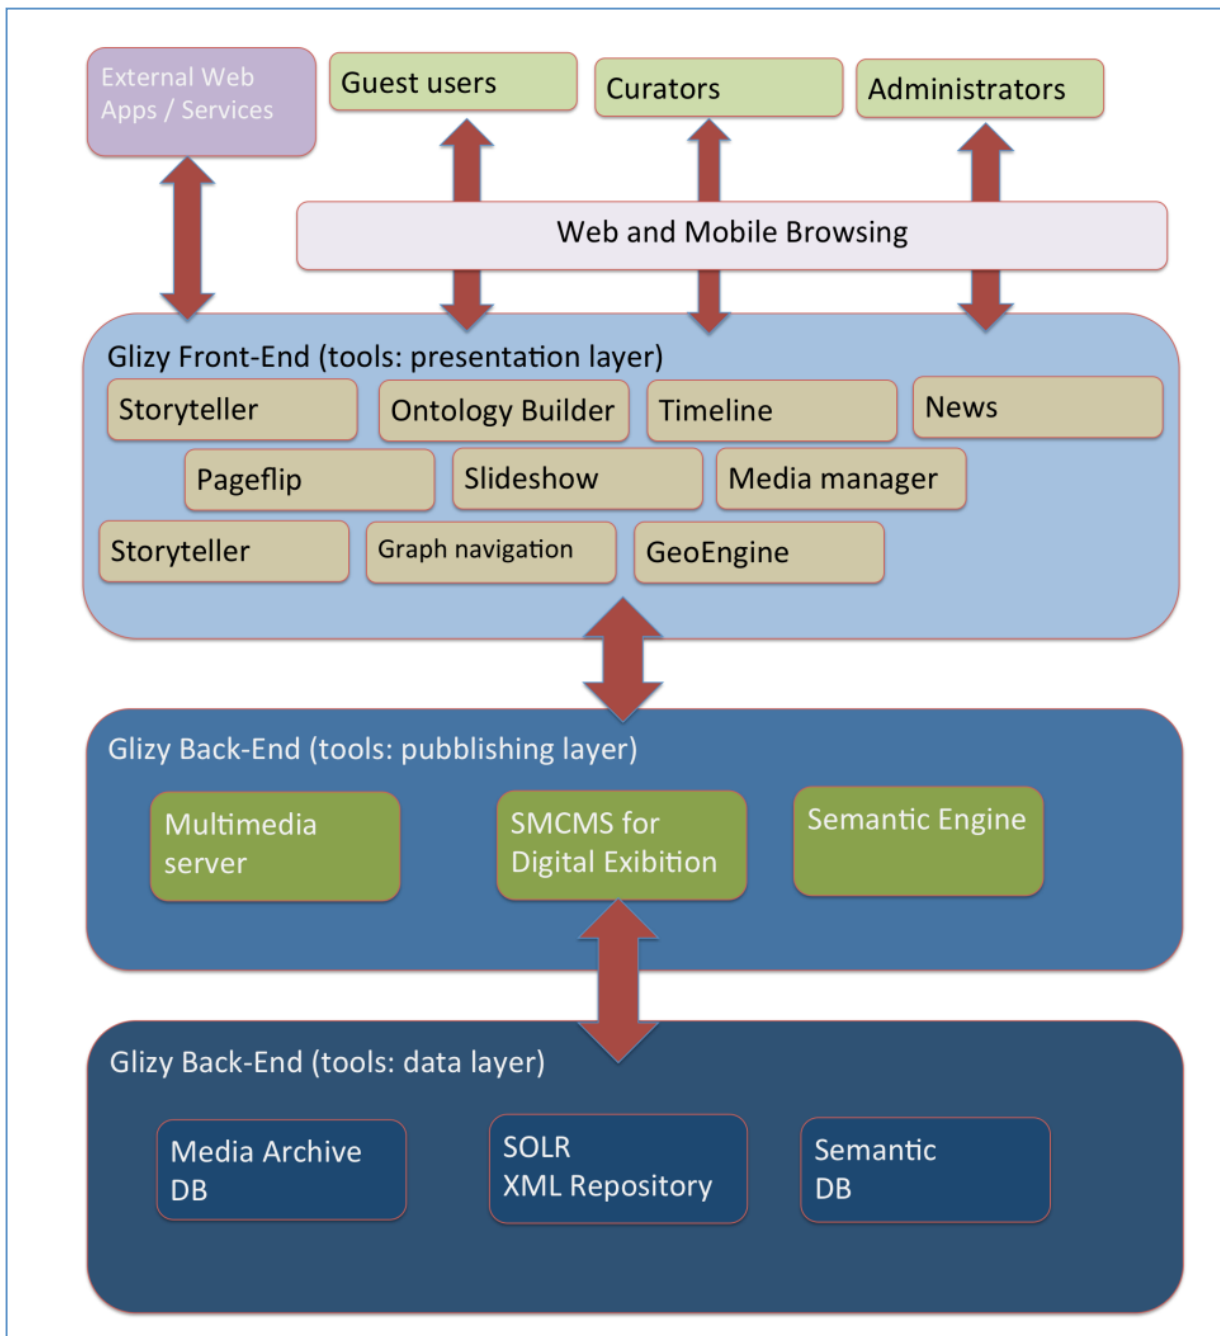 External Web
Apps / Services
Guest users
Curators
Administrators
Web and Mobile Browsing
Glizy Front-End (tools: presentation layer)
Storyteller
Ontology Builder
Timeline
News
Pageflip
Slideshow
Media manager
Storyteller
Graph navigation
GeoEngine
Glizy Back-End (tools: pubblishing layer)
Multimedia
server
SMCMS for
Digital Exibition
Semantic Engine
Glizy Back-End (tools: data layer)
Media Archive
DB
SOLR
XML Repository
Semantic
DB